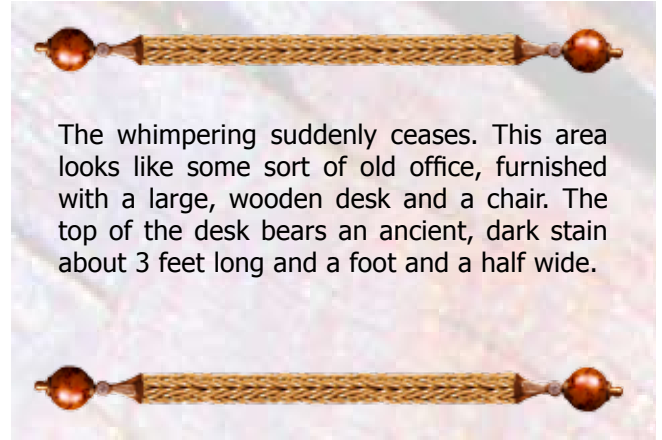 The whimpering suddenly ceases. This area
looks like some sort of old office, furnished
with a large, wooden desk and a chair. The
top of the desk bears an ancient, dark stain
about 3 feet long and a foot and a half wide.